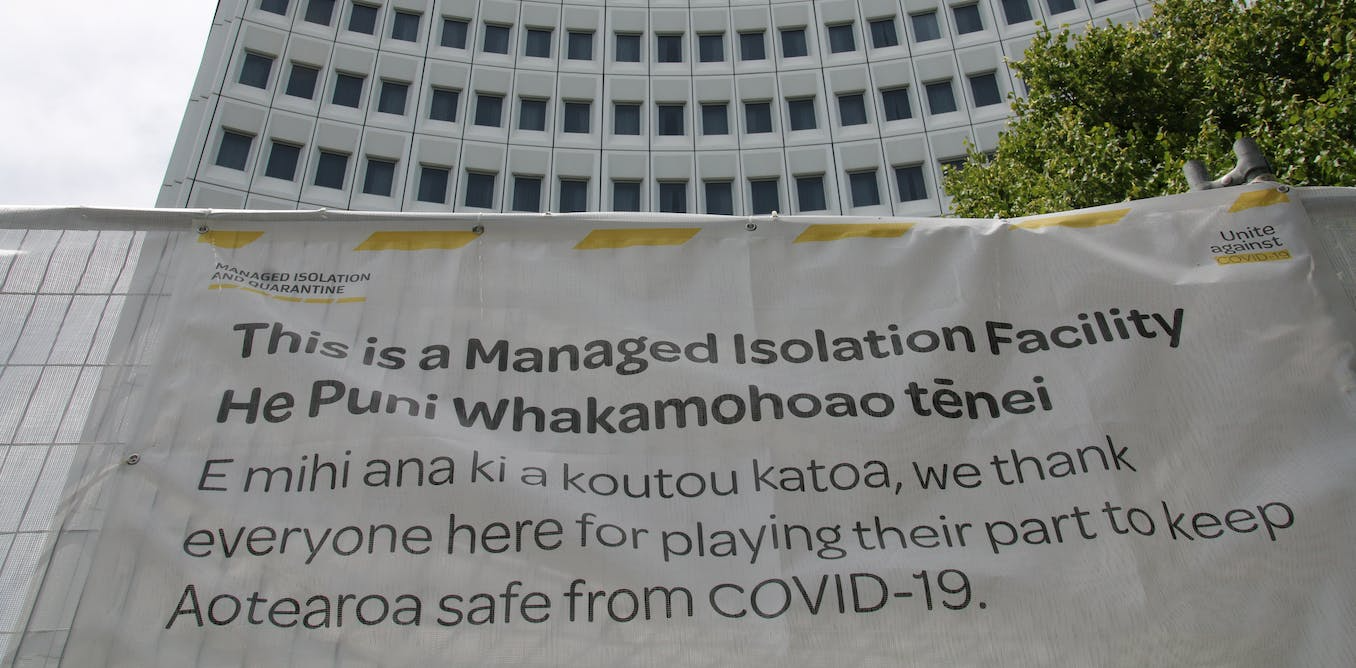 MANAGED ISOLATION
AND QUARANTINE
Unite
against
COVID-19
This is a Managed Isolation Facility
He Puni Whakamohoao tēnei
E mihi ana ki a koutou katoa, we thank
everyone here for playing their part to keep
Aotearoa safe from COVID-19.